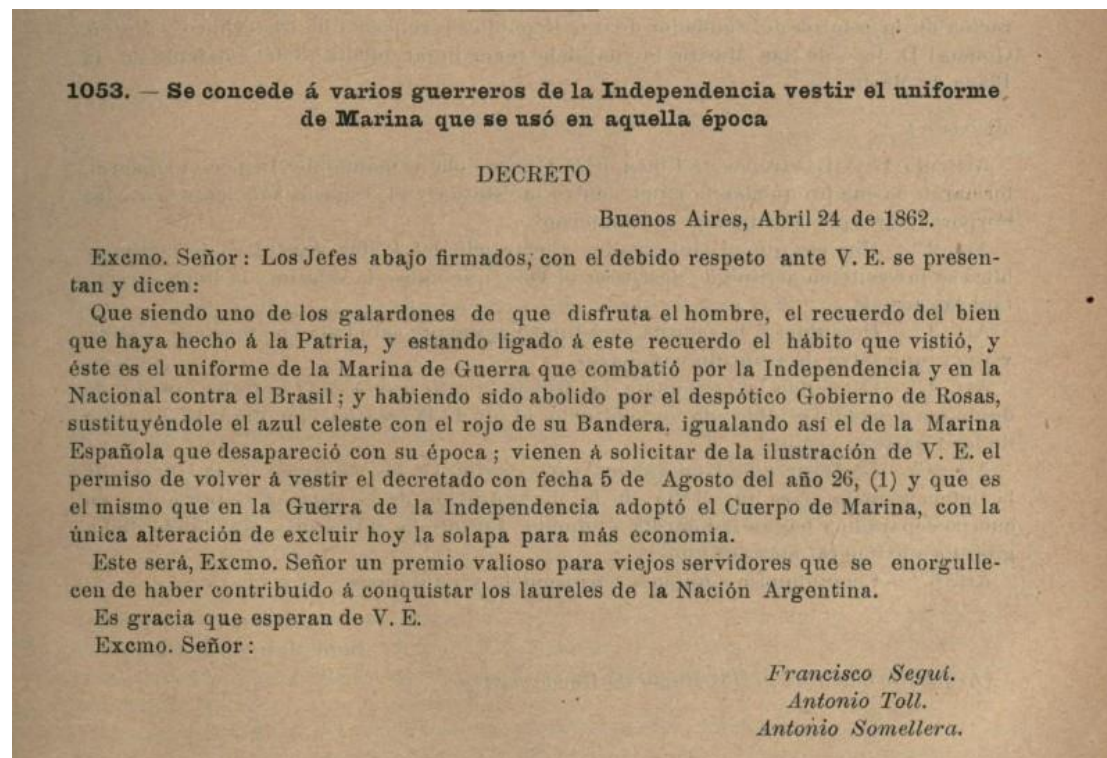 1053. — Se concede á varios guerreros de la Independencia vestir el uniforme
de Marina que se usó en aquella época
DECRETO
Buenos Aires, Abril 24 de 1862.
Excmo. Señor: Los Jefes abajo firmados, con el debido respeto ante V. E. se presen-
tan y dicen:
Que siendo uno de los galardones de que disfruta el hombre, el recuerdo del bien
que haya hecho á la Patria, y estando ligado á este recuerdo el hábito que vistió, y
éste es el uniforme de la Marina de Guerra que combatió por la Independencia y en la
Nacional contra el Brasil; y habiendo sido abolido por el despótico Gobierno de Rosas,
sustituyéndole el azul celeste con el rojo de su Bandera, igualando así el de la Marina
Española que desapareció con su época; vienen á solicitar de la ilustración de V. E. el
permiso de volver á vestir el decretado con fecha 5 de Agosto del año 26, (1) y que es
el mismo que en la Guerra de la Independencia adoptó el Cuerpo de Marina, con la
única alteración de excluir hoy la solapa para más economía.
Este será, Excmo. Señor un premio valioso para viejos servidores que se enorgulle-
cen de haber contribuído á conquistar los laureles de la Nación Argentina.
Es gracia que esperan de V. E.
Excmo. Señor:
Francisco Seguí.
Antonio Toll.
Antonio Somellera.